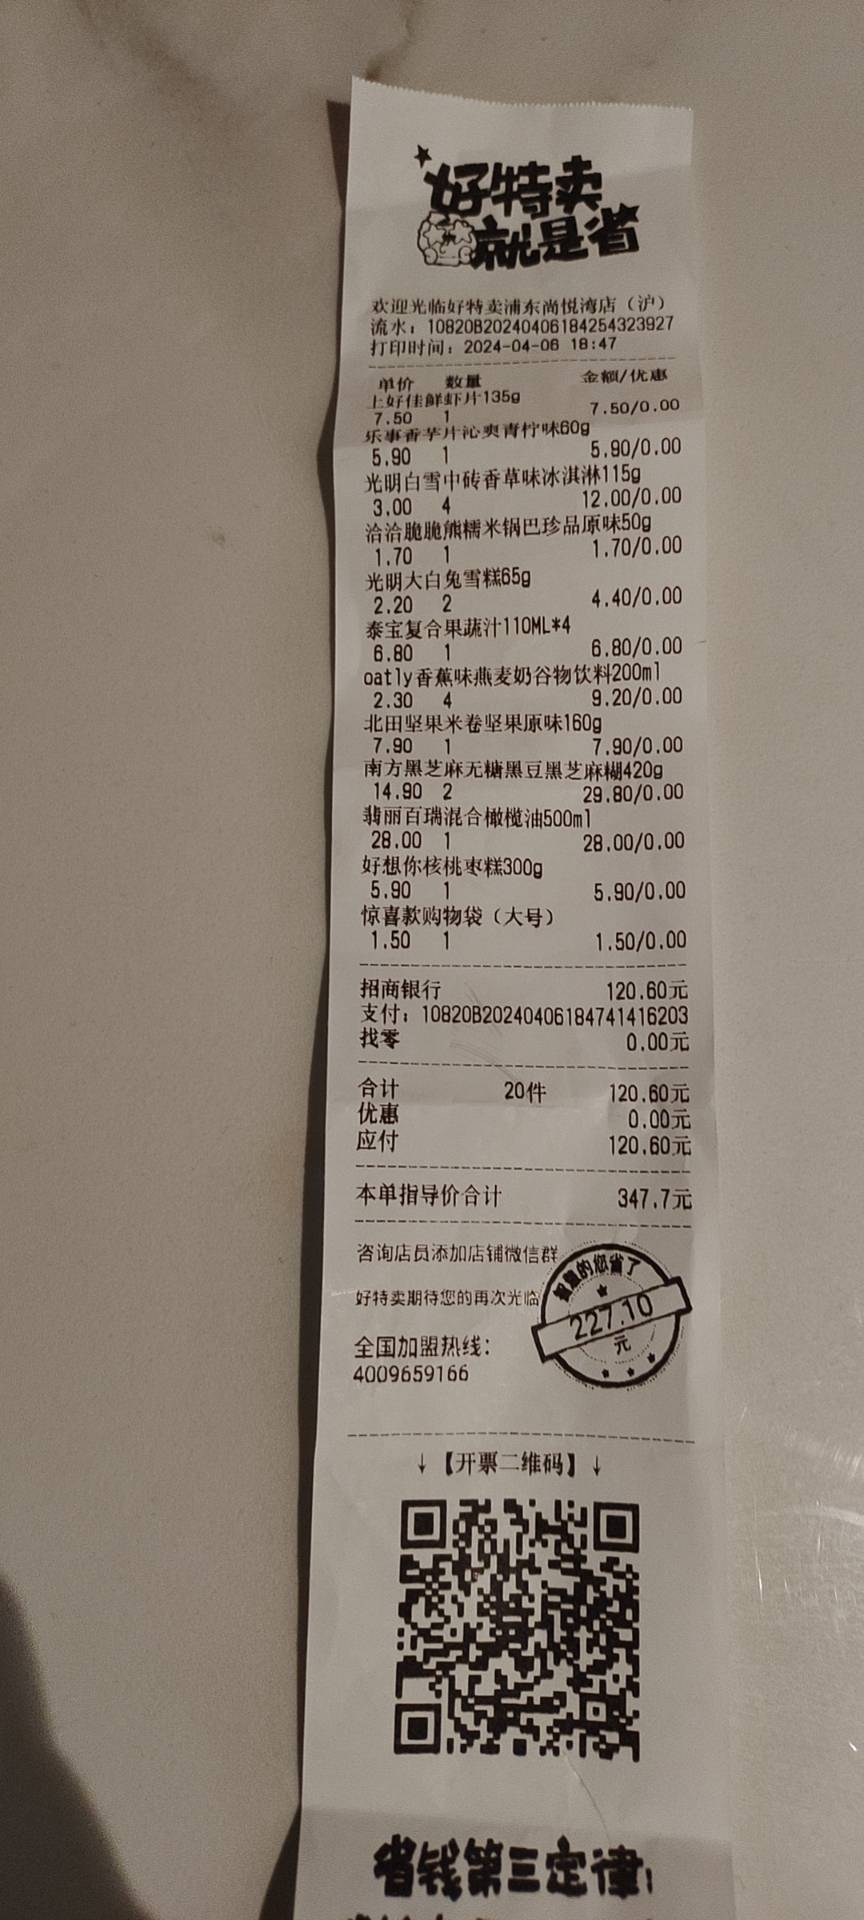 好特卖
就是省
欢迎光临好特卖浦东尚悦湾店（沪）
流水：10820B20240406184254323927
打印时间：2024-04-06 18:47
单价 数量 金额/优惠
上好佳鲜虾片135g
7.50 1 7.50/0.00
乐事香芋片沁爽青柠味60g
5.90 1 5.90/0.00
光明白雪中砖香草味冰淇淋115g
3.00 4 12.00/0.00
洽洽脆脆熊糯米锅巴珍品原味50g
1.70 1 1.70/0.00
光明大白兔雪糕65g
2.20 2 4.40/0.00
泰宝复合果蔬汁110ML*4
6.80 1 6.80/0.00
oatly香蕉味燕麦奶谷物饮料200ml
2.30 4 9.20/0.00
北田坚果米卷坚果原味160g
7.90 1 7.90/0.00
南方黑芝麻无糖黑豆黑芝麻糊420g
14.90 2 29.80/0.00
翡丽百瑞混合橄榄油500ml
28.00 1 28.00/0.00
好想你核桃枣糕300g
5.90 1 5.90/0.00
惊喜款购物袋（大号）
1.50 1 1.50/0.00
招商银行 120.60元
支付：10820B20240406184741416203
找零 0.00元
合计 20件 120.60元
优惠 0.00元
应付 120.60元
本单指导价合计 347.7元
咨询店员添加店铺微信群
好特卖期待您的再次光临
全国加盟热线：
4009659166
的您省了
227.10
元
↓【开票二维码】↓
省钱第三定律：